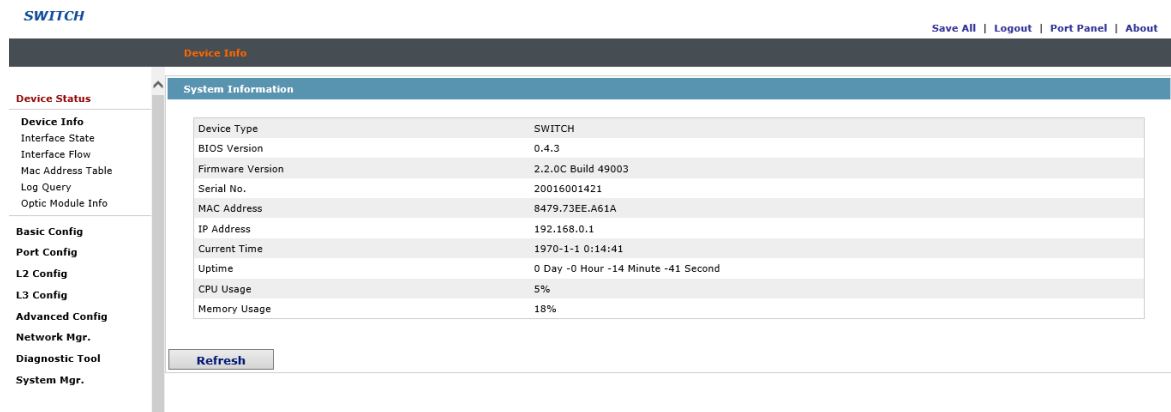 SWITCH
Save All | Logout | Port Panel | About
Device Info
Device Status
Device Info
Interface State
Interface Flow
Mac Address Table
Log Query
Optic Module Info
Basic Config
Port Config
L2 Config
L3 Config
Advanced Config
Network Mgr.
Diagnostic Tool
System Mgr.
System Information
Device Type SWITCH
BIOS Version 0.4.3
Firmware Version 2.2.0C Build 49003
Serial No. 20016001421
MAC Address 8479.73EE.A61A
IP Address 192.168.0.1
Current Time 1970-1-1 0:14:41
Uptime 0 Day -0 Hour -14 Minute -41 Second
CPU Usage 5%
Memory Usage 18%
Refresh